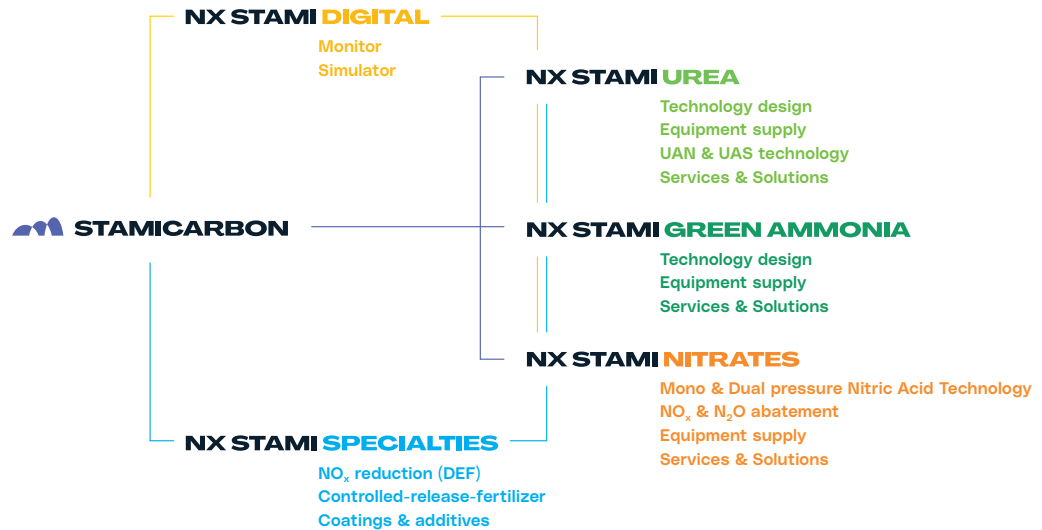 NX STAMI DIGITAL
Monitor
Simulator
NX STAMI UREA
Technology design
Equipment supply
UAN & UAS technology
Services & Solutions
STAMICARBON
NX STAMI GREEN AMMONIA
Technology design
Equipment supply
Services & Solutions
NX STAMI NITRATES
Mono & Dual pressure Nitric Acid Technology
NOₓ & N₂O abatement
Equipment supply
Services & Solutions
NX STAMI SPECIALTIES
NOₓ reduction (DEF)
Controlled-release-fertilizer
Coatings & additives